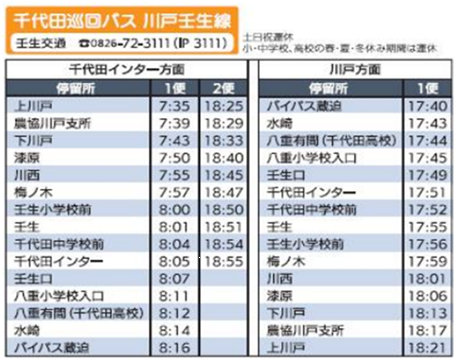 千代田巡回バス 川戸壬生線
壬生交通 ☎0826-72-3111(IP 3111)
土日祝運休
小・中学校、高校の春・夏・冬休み期間は運休
千代田インター方面
停留所 1便 2便
上川戸 7:35 18:25
農協川戸支所 7:39 18:29
下川戸 7:43 18:33
漆原 7:50 18:40
川西 7:55 18:45
梅ノ木 7:57 18:47
壬生小学校前 8:00 18:50
壬生 8:01 18:51
千代田中学校前 8:04 18:54
千代田インター 8:05 18:55
壬生口 8:07
八重小学校入口 8:11
八重有間(千代田高校) 8:12
水崎 8:14
バイパス蔵迫 8:16
川戸方面
停留所 1便
バイパス蔵迫 17:40
水崎 17:43
八重有間(千代田高校) 17:44
八重小学校入口 17:45
壬生口 17:49
千代田インター 17:51
千代田中学校前 17:52
壬生 17:55
壬生小学校前 17:56
梅ノ木 17:59
川西 18:01
漆原 18:06
下川戸 18:13
農協川戸支所 18:17
上川戸 18:21